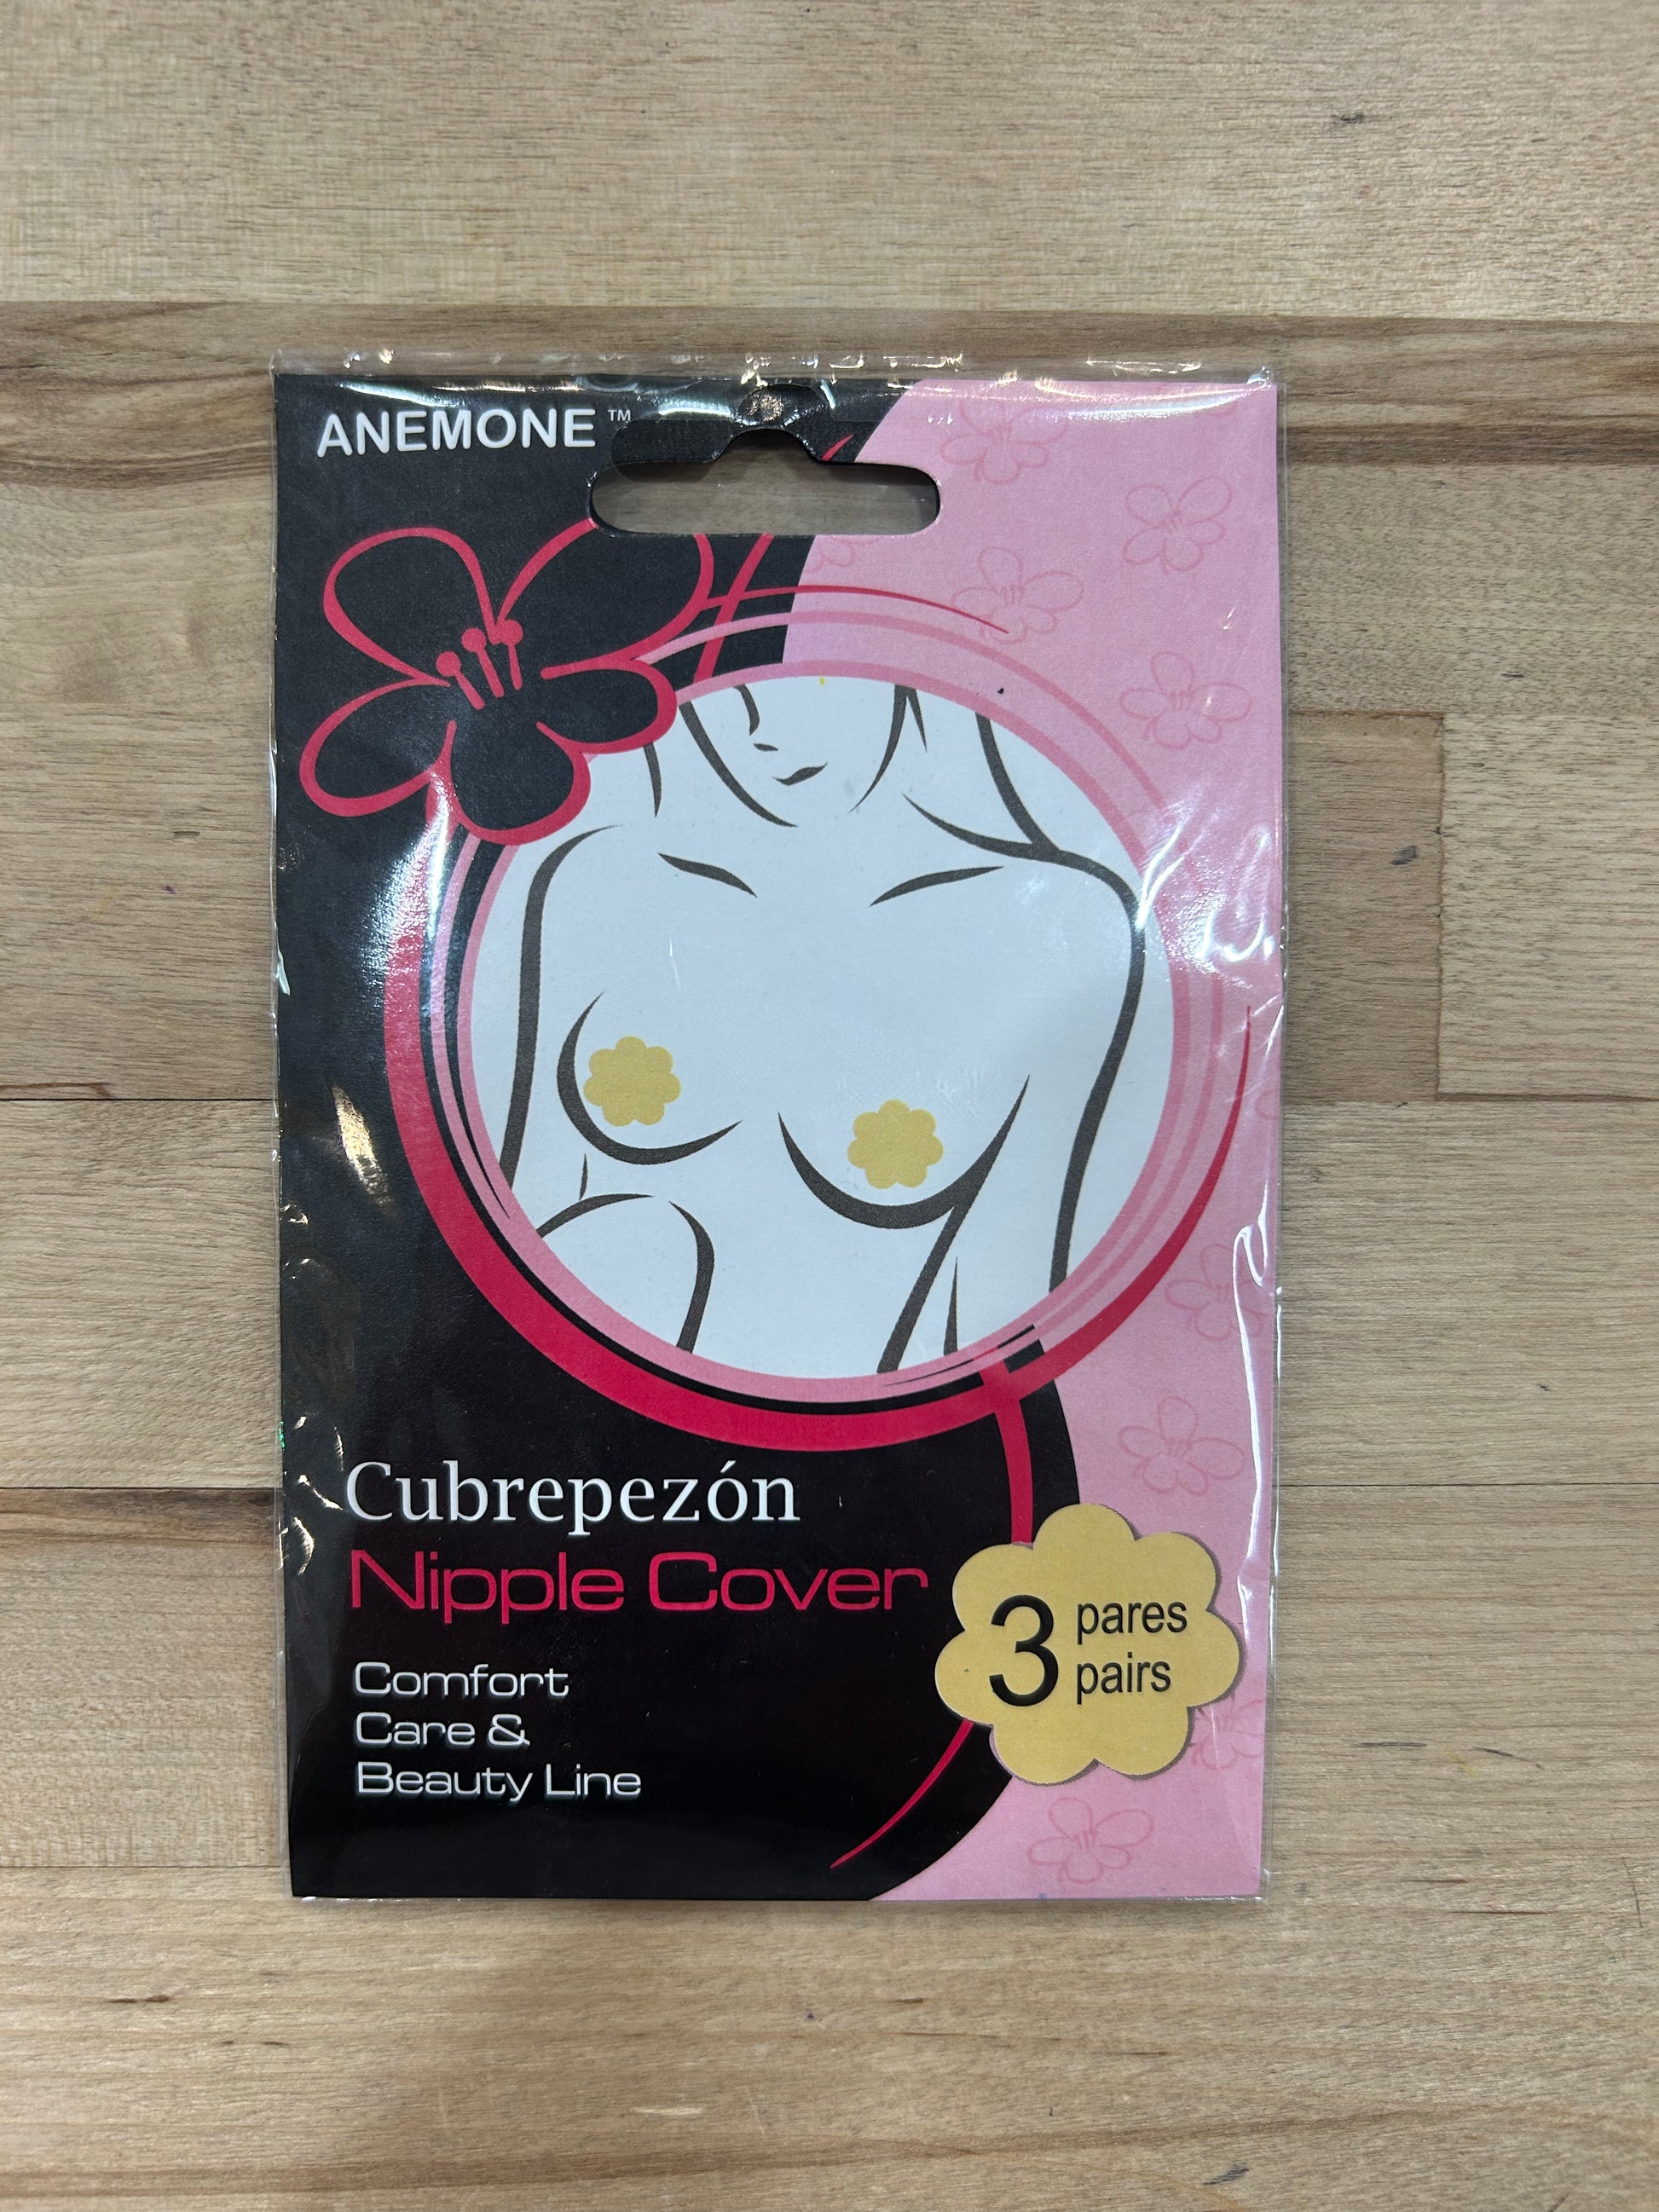 ANEMONE™
Cubrepezón
Nipple Cover
Comfort
Care &
Beauty Line
3 pares
pairs